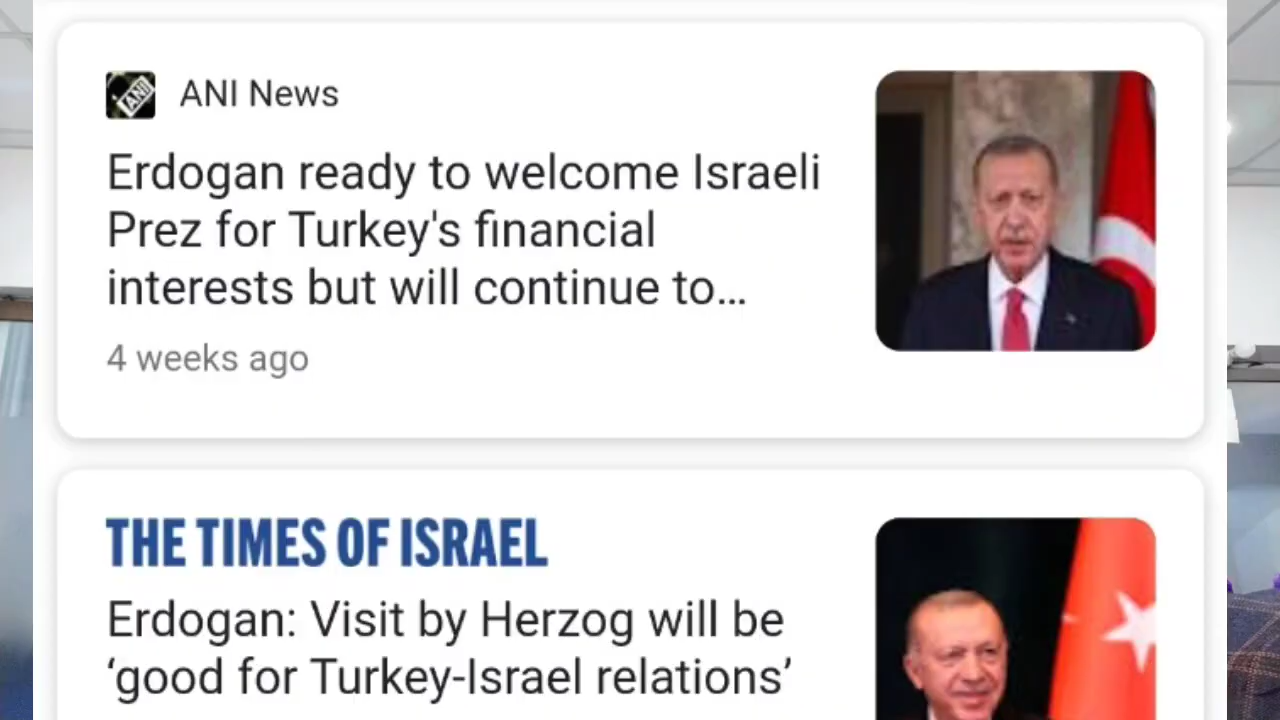 ANI
ANI News
Erdogan ready to welcome Israeli
Prez for Turkey's financial
interests but will continue to...
4 weeks ago
THE TIMES OF ISRAEL
Erdogan: Visit by Herzog will be
‘good for Turkey-Israel relations’